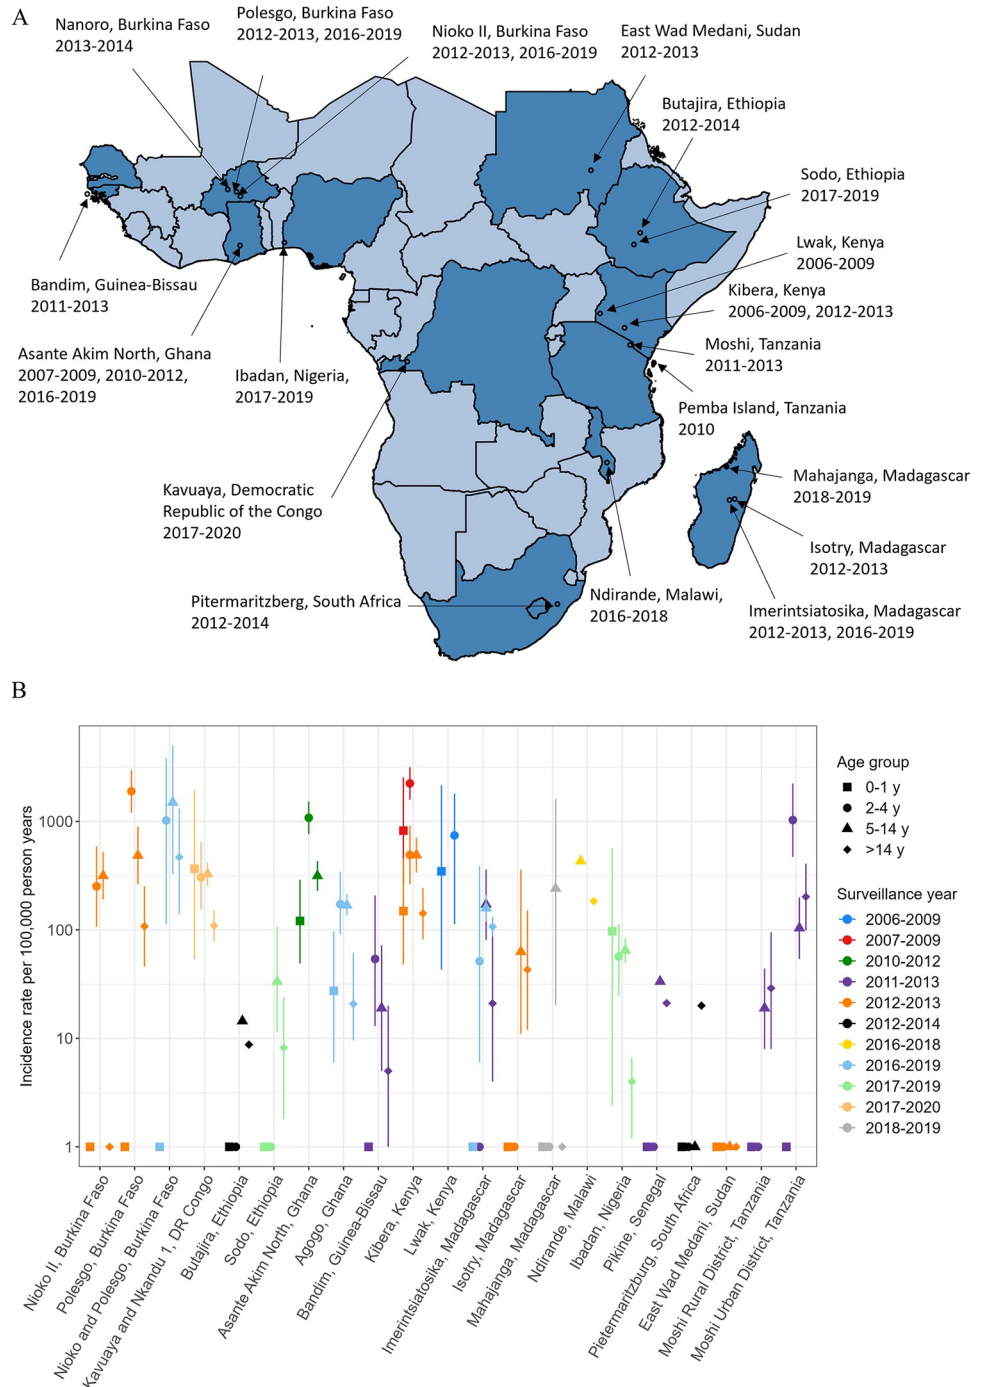 A
Nanoro, Burkina Faso
2013-2014
Polesgo, Burkina Faso
2012-2013, 2016-2019
Nioko II, Burkina Faso
2012-2013, 2016-2019
East Wad Medani, Sudan
2012-2013
Butajira, Ethiopia
2012-2014
Sodo, Ethiopia
2017-2019
Lwak, Kenya
2006-2009
Kibera, Kenya
2006-2009, 2012-2013
Moshi, Tanzania
2011-2013
Pemba Island, Tanzania
2010
Bandim, Guinea-Bissau
2011-2013
Asante Akim North, Ghana
2007-2009, 2010-2012,
2016-2019
Ibadan, Nigeria,
2017-2019
Kavuaya, Democratic
Republic of the Congo
2017-2020
Mahajanga, Madagascar
2018-2019
Isotry, Madagascar
2012-2013
Imerintsiatosika, Madagascar
2012-2013, 2016-2019
Ndirande, Malawi,
2016-2018
Pitermaritzberg, South Africa
2012-2014
B
Incidence rate per 100,000 person years
1000
100
10
1
Nioko II, Burkina Faso
Polesgo, Burkina Faso
Nioko and Polesgo, Burkina Faso
Kavuaya and Nkandu 1, DR Congo
Butajira, Ethiopia
Sodo, Ethiopia
Asante Akim North, Ghana
Agogo, Ghana
Bandim, Guinea-Bissau
Kibera, Kenya
Lwak, Kenya
Imerintsiatosika, Madagascar
Isotry, Madagascar
Mahajanga, Madagascar
Ndirande, Malawi
Ibadan, Nigeria
Pikine, Senegal
Pietermaritzburg, South Africa
East Wad Medani, Sudan
Moshi Rural District, Tanzania
Moshi Urban District, Tanzania
Age group
0-1 y
2-4 y
5-14 y
>14 y
Surveillance year
2006-2009
2007-2009
2010-2012
2011-2013
2012-2013
2012-2014
2016-2018
2016-2019
2017-2019
2017-2020
2018-2019